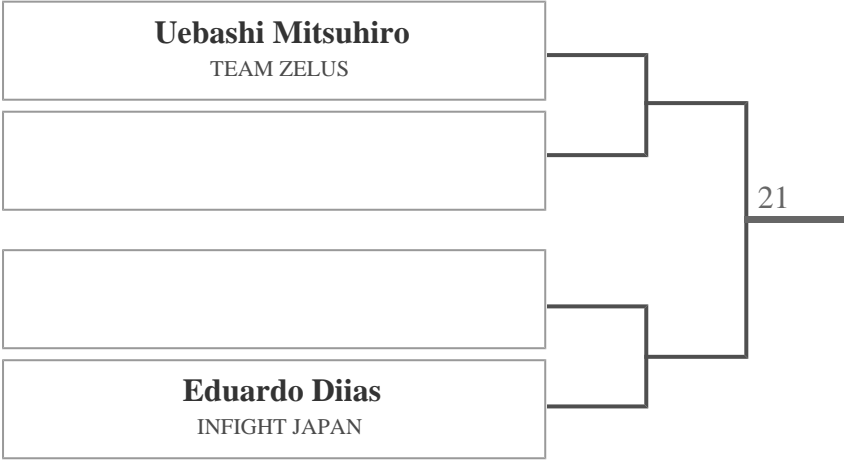 Uebashi Mitsuhiro
TEAM ZELUS
21
Eduardo Diias
INFIGHT JAPAN